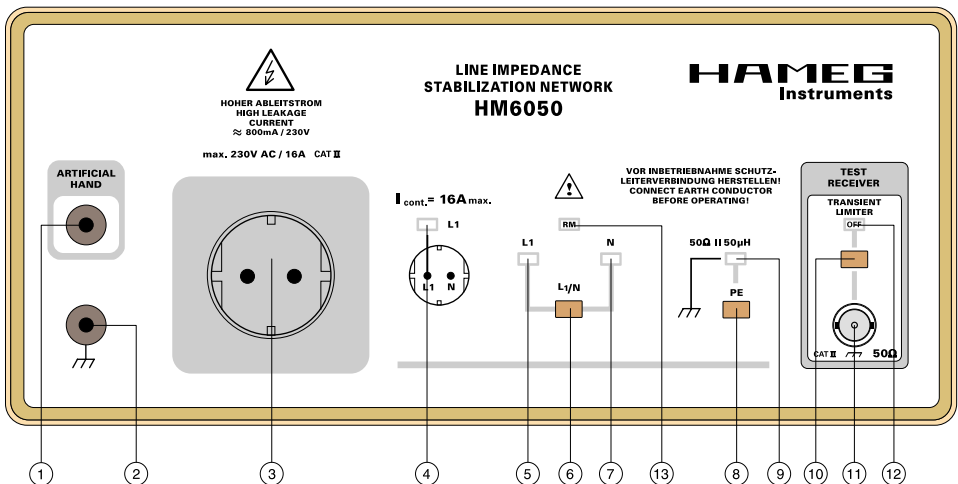 HOHER ABLEITSTROM
HIGH LEAKAGE
CURRENT
≈ 800mA / 230V
max. 230V AC / 16A CAT II
LINE IMPEDANCE
STABILIZATION NETWORK
HM6050
HAMEG
Instruments
ARTIFICIAL
HAND
I cont.= 16A max.
L1
L1 N
VOR INBETRIEBNAHME SCHUTZ-
LEITERVERBINDUNG HERSTELLEN!
CONNECT EARTH CONDUCTOR
BEFORE OPERATING!
RM
L1
N
L1/N
50Ω II 50µH
PE
TEST
RECEIVER
TRANSIENT
LIMITER
OFF
CAT II
50Ω
1
2
3
4
5
6
7
13
8
9
10
11
12